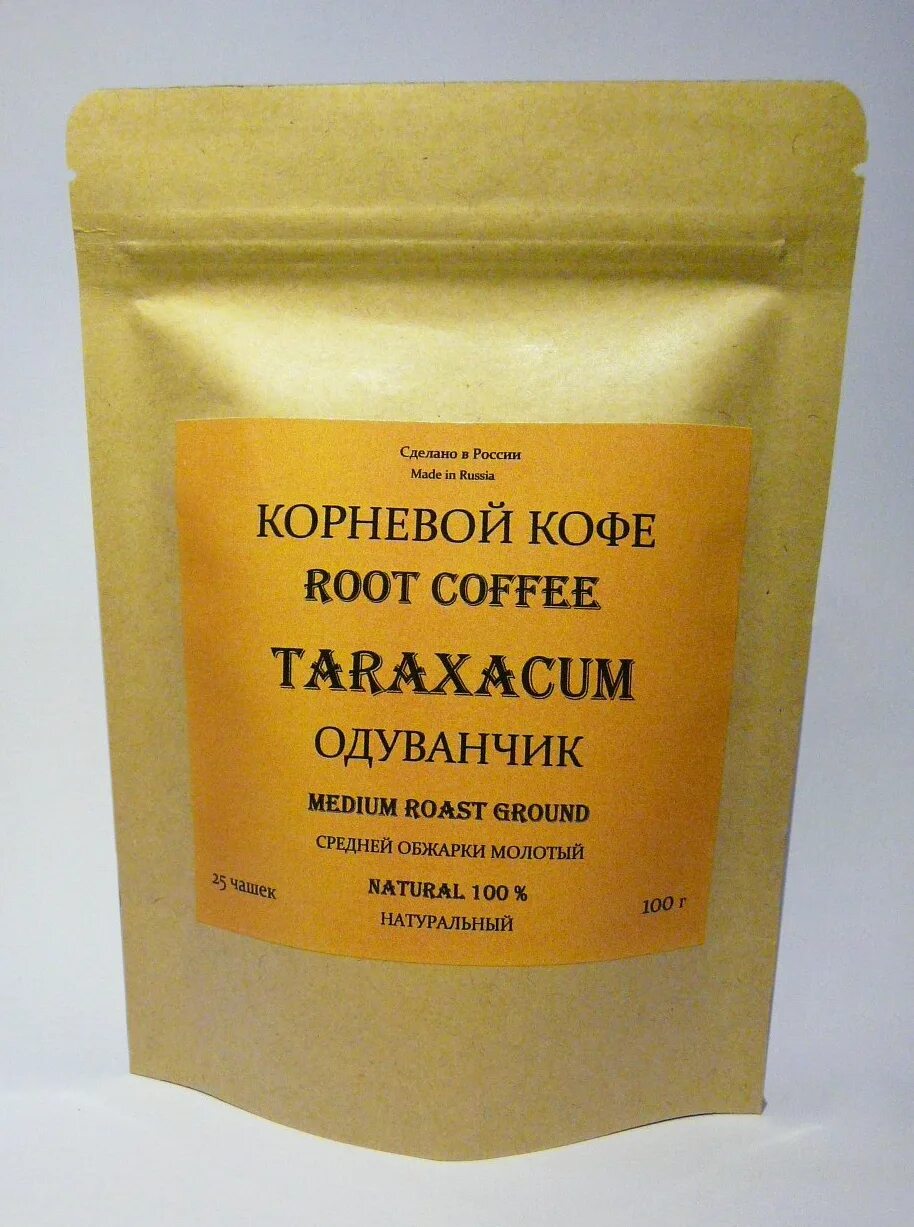 Сделано в России
Made in Russia
КОРНЕВОЙ КОФЕ
ROOT COFFEE
TARAXACUM
ОДУВАНЧИК
MEDIUM ROAST GROUND
СРЕДНЕЙ ОБЖАРКИ МОЛОТЫЙ
25 чашек
NATURAL 100 %
100 г
НАТУРАЛЬНЫЙ